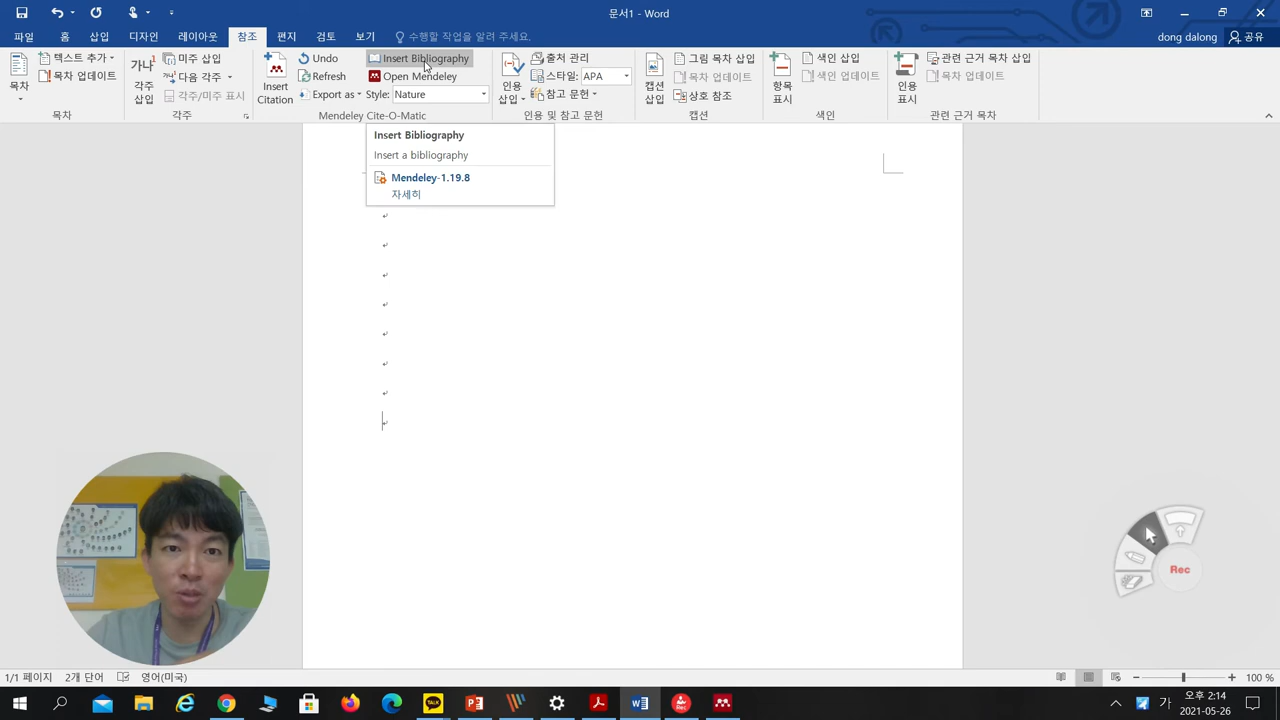 문서1 - Word
dong dalong
공유
파일
홈
삽입
디자인
레이아웃
참조
편지
검토
보기
수행할 작업을 알려 주세요.
목차
텍스트 추가
목차 업데이트
목차
가나
각주
삽입
미주 삽입
다음 각주
각주/미주 표시
각주
Insert
Citation
Undo
Refresh
Export as
Insert Bibliography
Open Mendeley
Style: Nature
Mendeley Cite-O-Matic
인용
삽입
출처 관리
스타일: APA
참고 문헌
인용 및 참고 문헌
캡션
삽입
그림 목차 삽입
목차 업데이트
상호 참조
캡션
항목
표시
색인 삽입
색인 업데이트
색인
인용
표시
관련 근거 목차 삽입
목차 업데이트
관련 근거 목차
Insert Bibliography
Insert a bibliography
Mendeley-1.19.8
자세히
Rec
1/1 페이지
2개 단어
영어(미국)
100 %
TALK
Rec
가
오후 2:14
2021-05-26